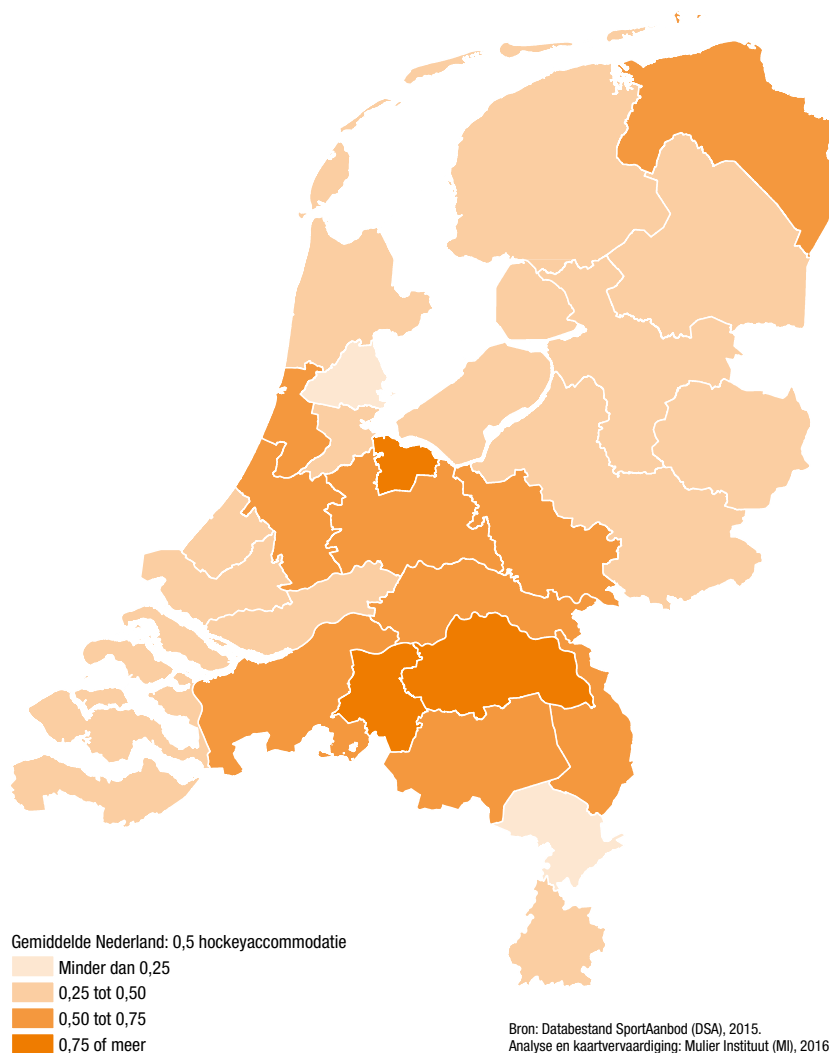 Gemiddelde Nederland: 0,5 hockeyaccommodatie
Minder dan 0,25
0,25 tot 0,50
0,50 tot 0,75
0,75 of meer
Bron: Databestand SportAanbod (DSA), 2015.
Analyse en kaartvervaardiging: Mulier Instituut (MI), 2016